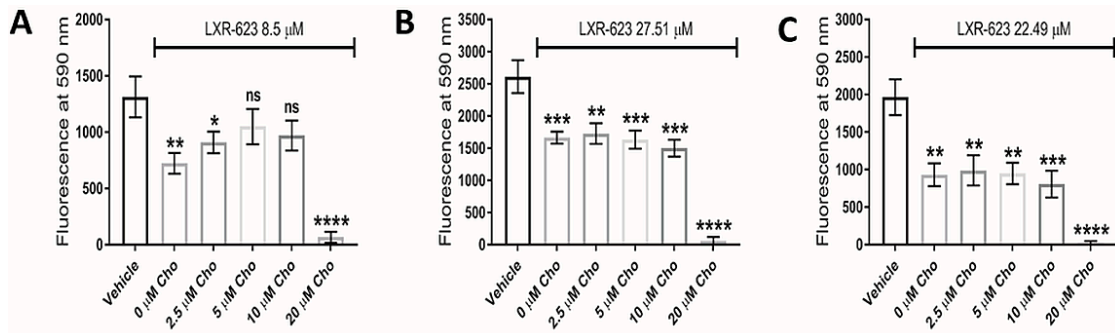 A
LXR-623 8.5 µM
Fluorescence at 590 nm
2000
1500
1000
500
0
**
*
ns
ns
****
Vehicle
0 µM Cho
2.5 µM Cho
5 µM Cho
10 µM Cho
20 µM Cho
B
LXR-623 27.51 µM
Fluorescence at 590 nm
3500
3000
2500
2000
1500
1000
500
0
***
**
***
***
****
Vehicle
0 µM Cho
2.5 µM Cho
5 µM Cho
10 µM Cho
20 µM Cho
C
LXR-623 22.49 µM
Fluorescence at 590 nm
3000
2500
2000
1500
1000
500
0
**
**
**
***
****
Vehicle
0 µM Cho
2.5 µM Cho
5 µM Cho
10 µM Cho
20 µM Cho